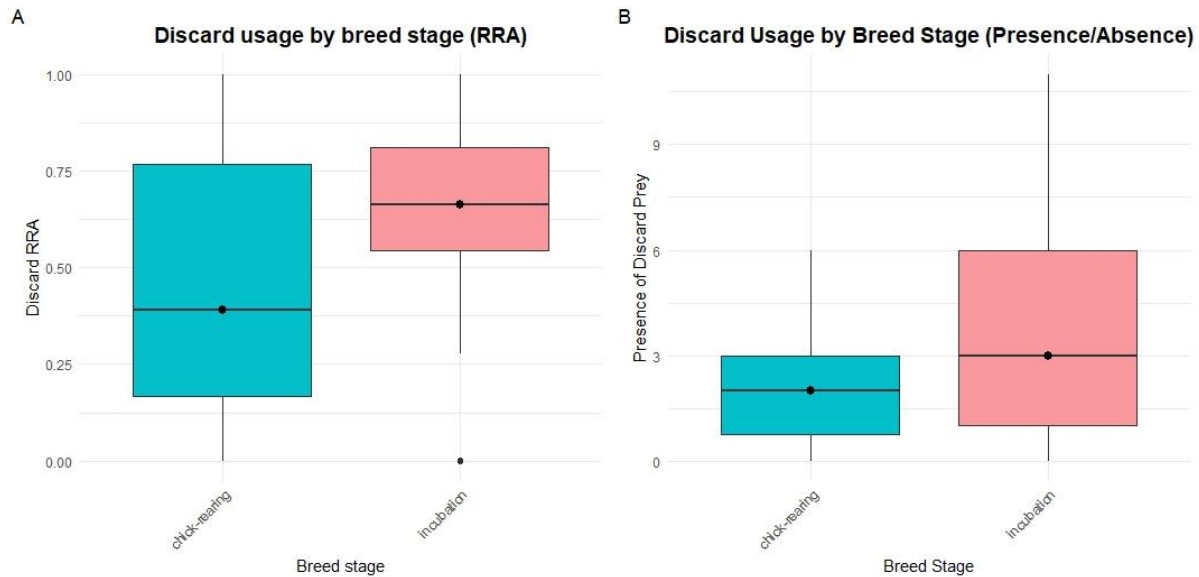 A
Discard usage by breed stage (RRA)
1.00
0.75
0.50
0.25
0.00
Discard RRA
chick-rearing
Incubation
Breed stage
B
Discard Usage by Breed Stage (Presence/Absence)
9
6
3
0
Presence of Discard Prey
chick-rearing
Incubation
Breed Stage